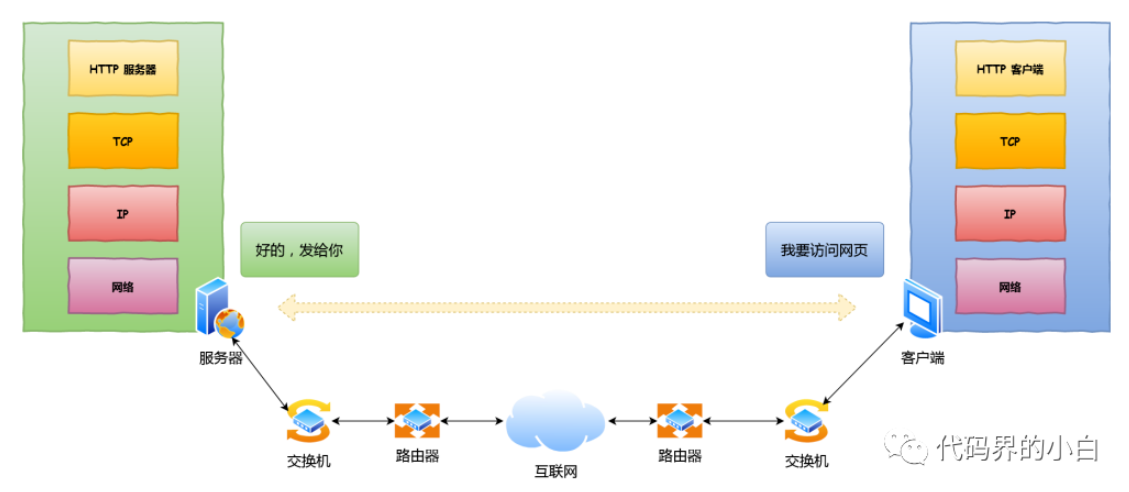 HTTP 服务器
TCP
IP
网络
好的，发给你
服务器
HTTP 客户端
TCP
IP
网络
我要访问网页
客户端
交换机
路由器
互联网
路由器
交换机
代码界的小白